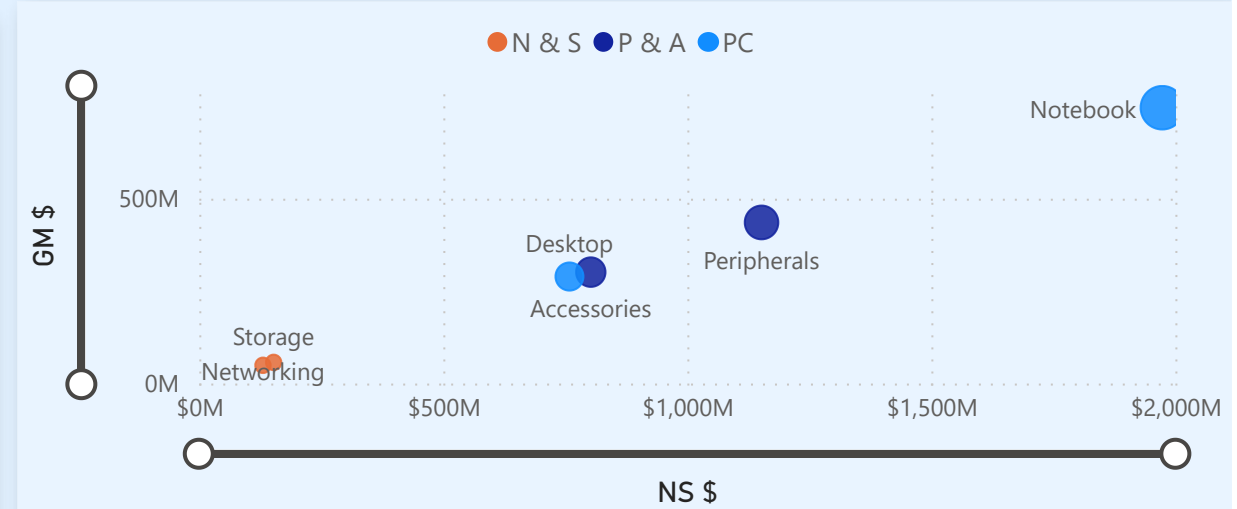 N & S P & A PC
Notebook
500M
GM $
Desktop
Peripherals
Accessories
Storage
Networking
0M
$0M $500M $1,000M $1,500M $2,000M
NS $